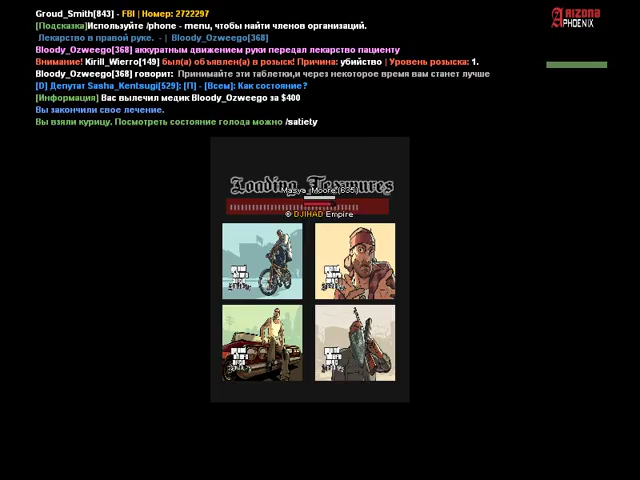 Groud_Smith[843] - FBI | Номер: 2722297
[Подсказка]Используйте /phone - menu, чтобы найти членов организаций.
Лекарство в правой руке. - | Bloody_Ozweego[368]
Bloody_Ozweego[368] аккуратным движением руки передал лекарство пациенту
Внимание! Kirill_Wierro[149] был(а) объявлен(а) в розыск! Причина: убийство | Уровень розыска: 1.
Bloody_Ozweego[368] говорит: Принимайте эти таблетки,и через некоторое время вам станет лучше
[D] Депутат Sasha_Kentsugi[529]: [П] - [Всем]: Как состояние?
[Информация] Вас вылечил медик Bloody_Ozweego за $400
Вы закончили свое лечение.
Вы взяли курицу. Посмотреть состояние голода можно /satiety
ARIZONA
PHOENIX
Loading Textures
© DJIHAD Empire